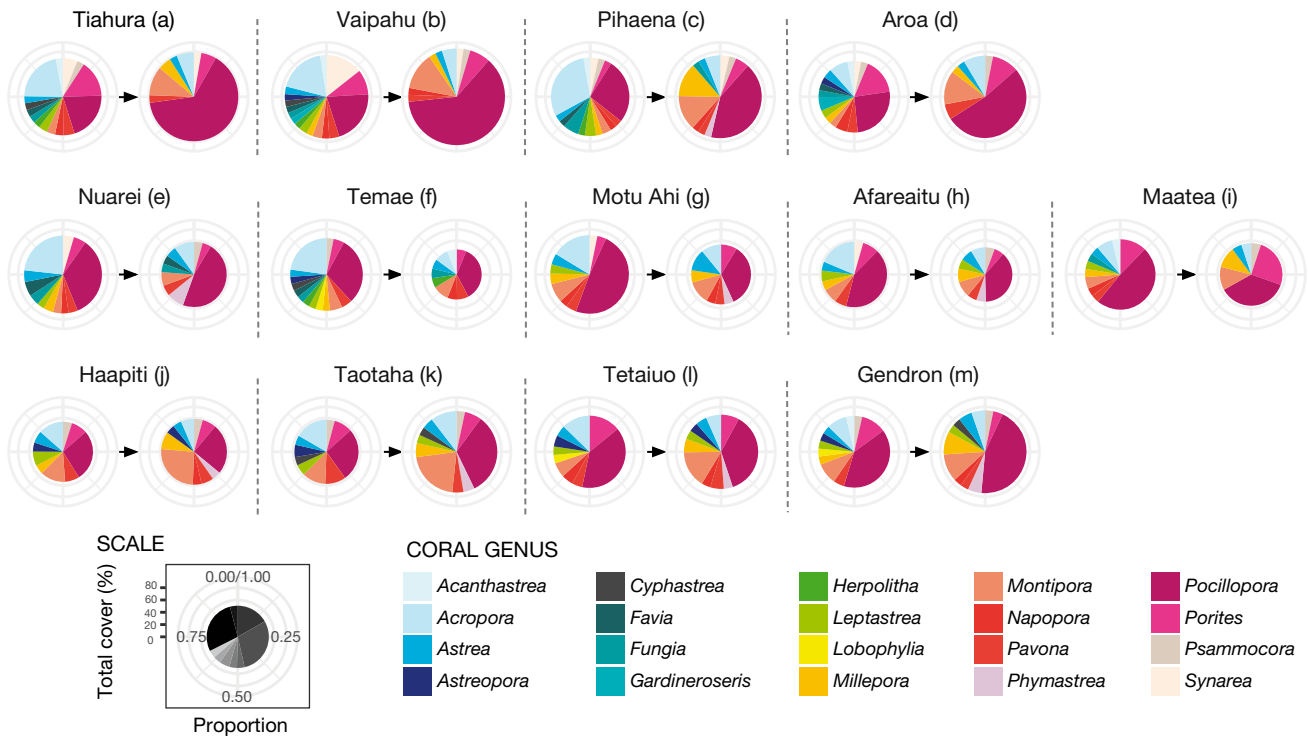 Tiahura (a) Vaipahu (b) Pihaena (c) Aroa (d)
Nuarei (e) Temae (f) Motu Ahi (g) Afareaitu (h) Maatea (i)
Haapiti (j) Taotaha (k) Tetaiuo (l) Gendron (m)
SCALE
Total cover (%)
80
60
40
20
0
0.00/1.00
0.75 0.25
0.50
Proportion
CORAL GENUS
Acanthastrea Cyphastrea Herpolitha Montipora Pocillopora
Acropora Favia Leptastrea Napopora Porites
Astrea Fungia Lobophylia Pavona Psammocora
Astreopora Gardineroseris Millepora Phymastrea Synarea